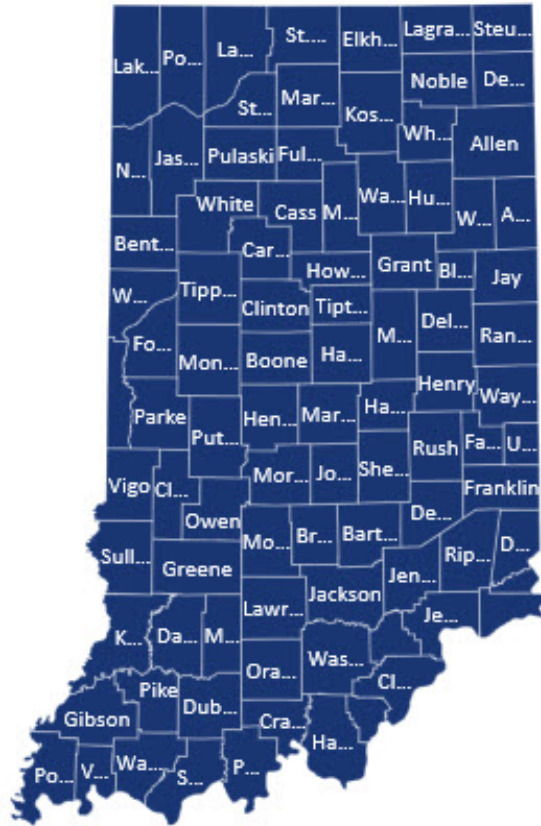 St....
Elkh...
Lagra...
Steu...
Lak...
Po...
La...
Noble
De...
St...
Mar...
Kos...
Wh...
Allen
N...
Jas...
Pulaski
Ful...
Wa...
Hu...
White
Cass
M...
W...
A...
Bent...
Car...
How...
Grant
Bl...
Jay
W...
Tipp...
Clinton
Tipt...
M...
Del...
Ran...
Fo...
Mon...
Boone
Ha...
Henry
Way...
Parke
Put...
Hen...
Mar...
Ha...
Rush
Fa...
U...
Vigo
Cl...
Mor...
Jo...
She...
Franklin
Owen
Mo...
Br...
Bart...
De...
D...
Sull...
Greene
Jen...
Rip...
Jackson
Lawr...
Je...
K...
Da...
M...
Ora...
Was...
Cl...
Pike
Dub...
Gibson
Cra...
Ha...
Po...
V...
Wa...
S...
P...